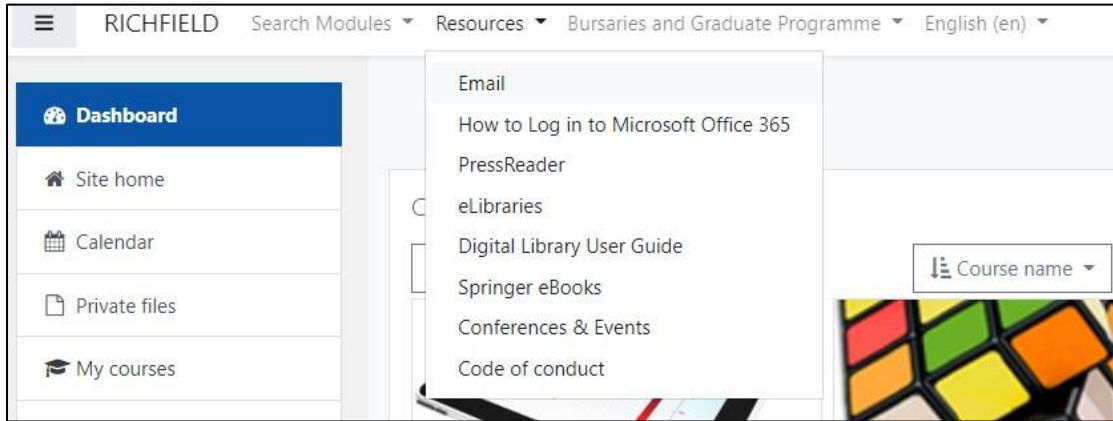 RICHFIELD Search Modules Resources Bursaries and Graduate Programme English (en)
Dashboard
Site home
Calendar
Private files
My courses
Email
How to Log in to Microsoft Office 365
PressReader
eLibraries
Digital Library User Guide
Springer eBooks
Conferences & Events
Code of conduct
C
Course name